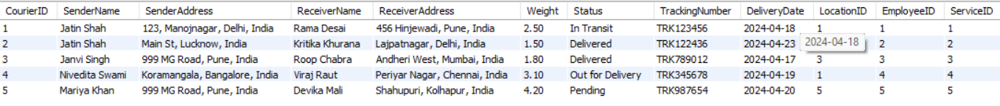 CourierID SenderName SenderAddress ReceiverName ReceiverAddress Weight Status TrackingNumber DeliveryDate LocationID EmployeeID ServiceID
1 Jatin Shah 123, Manojnagar, Delhi, India Rama Desai 456 Hinjewadi, Pune, India 2.50 In Transit TRK123456 2024-04-18 1 1 1
2 Jatin Shah Main St, Lucknow, India Kritika Khurana Lajpatnagar, Delhi, India 1.50 Delivered TRK122436 2024-04-23 2024-04-18 2 2
3 Janvi Singh 999 MG Road, Pune, India Roop Chabra Andheri West, Mumbai, India 1.80 Delivered TRK789012 2024-04-17 3 3 3
4 Nivedita Swami Koramangala, Bangalore, India Viraj Raut Periyar Nagar, Chennai, India 3.10 Out for Delivery TRK345678 2024-04-19 1 4 4
5 Mariya Khan 999 MG Road, Pune, India Devika Mali Shahupuri, Kolhapur, India 4.20 Pending TRK987654 2024-04-20 5 5 5